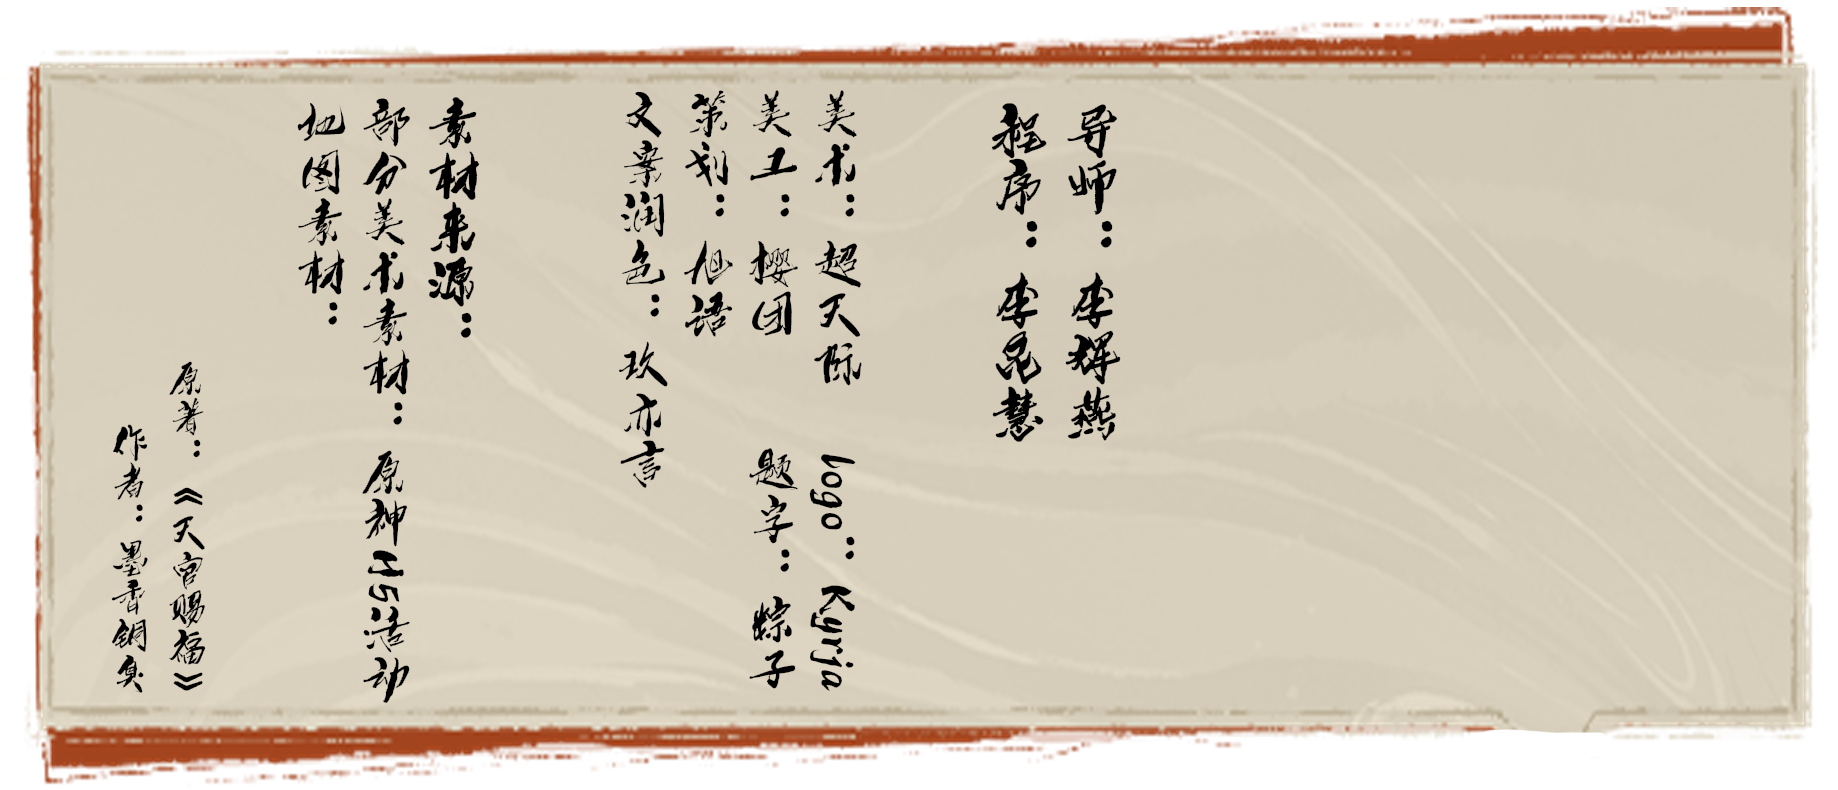 导师：李辉燕
程序：李昆慧
美术：超天际 logo：Kyrja
美工：樱团 题字：粽子
策划：旭语
文案润色：玖亦言
素材来源：
部分美术素材：原神H5活动
地图素材：
原著：《天官赐福》
作者：墨香铜臭